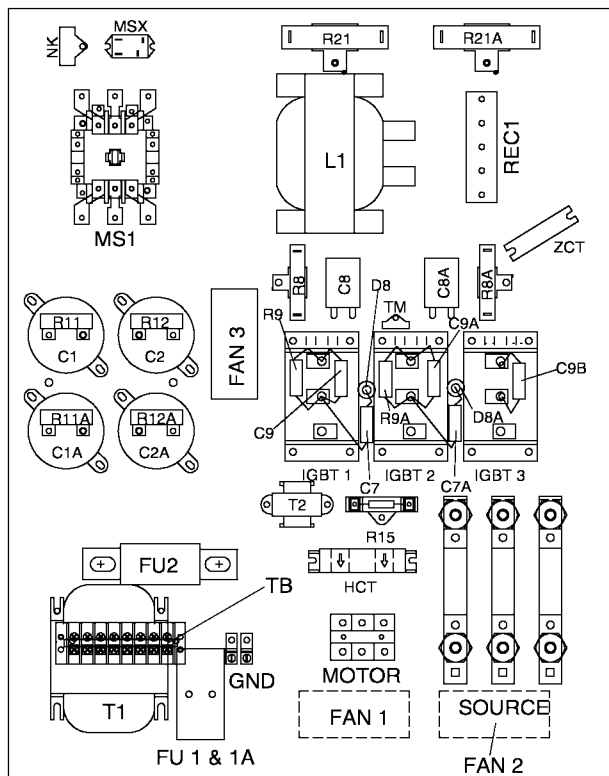 NK
MSX
R21
R21A
L1
REC1
MS1
ZCT
R8
C8
D8
C8A
R8A
TM
R9
C9A
R11
R12
C1
C2
FAN 3
C9B
R11A
R12A
C1A
C2A
R9A
D8A
C9
IGBT 1
C7
IGBT 2
C7A
IGBT 3
T2
R15
FU2
HCT
TB
GND
MOTOR
T1
FAN 1
SOURCE
FU 1 & 1A
FAN 2